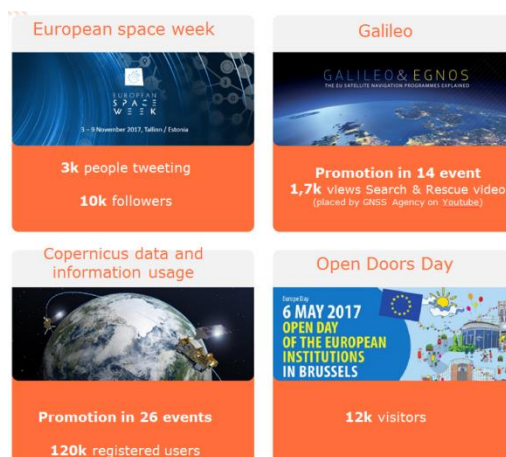 European space week
EUROPEAN
SPACE
WEEK
3 – 9 November 2017, Tallinn / Estonia
3k people tweeting
10k followers
Galileo
GALILEO & EGNOS
THE EU SATELLITE NAVIGATION PROGRAMMES EXPLAINED
Promotion in 14 event
1,7k views Search & Rescue video
(placed by GNSS Agency on Youtube)
Copernicus data and
information usage
Promotion in 26 events
120k registered users
Open Doors Day
Europe Day
6 MAY 2017
OPEN DAY
OF THE EUROPEAN
INSTITUTIONS
IN BRUSSELS
12k visitors